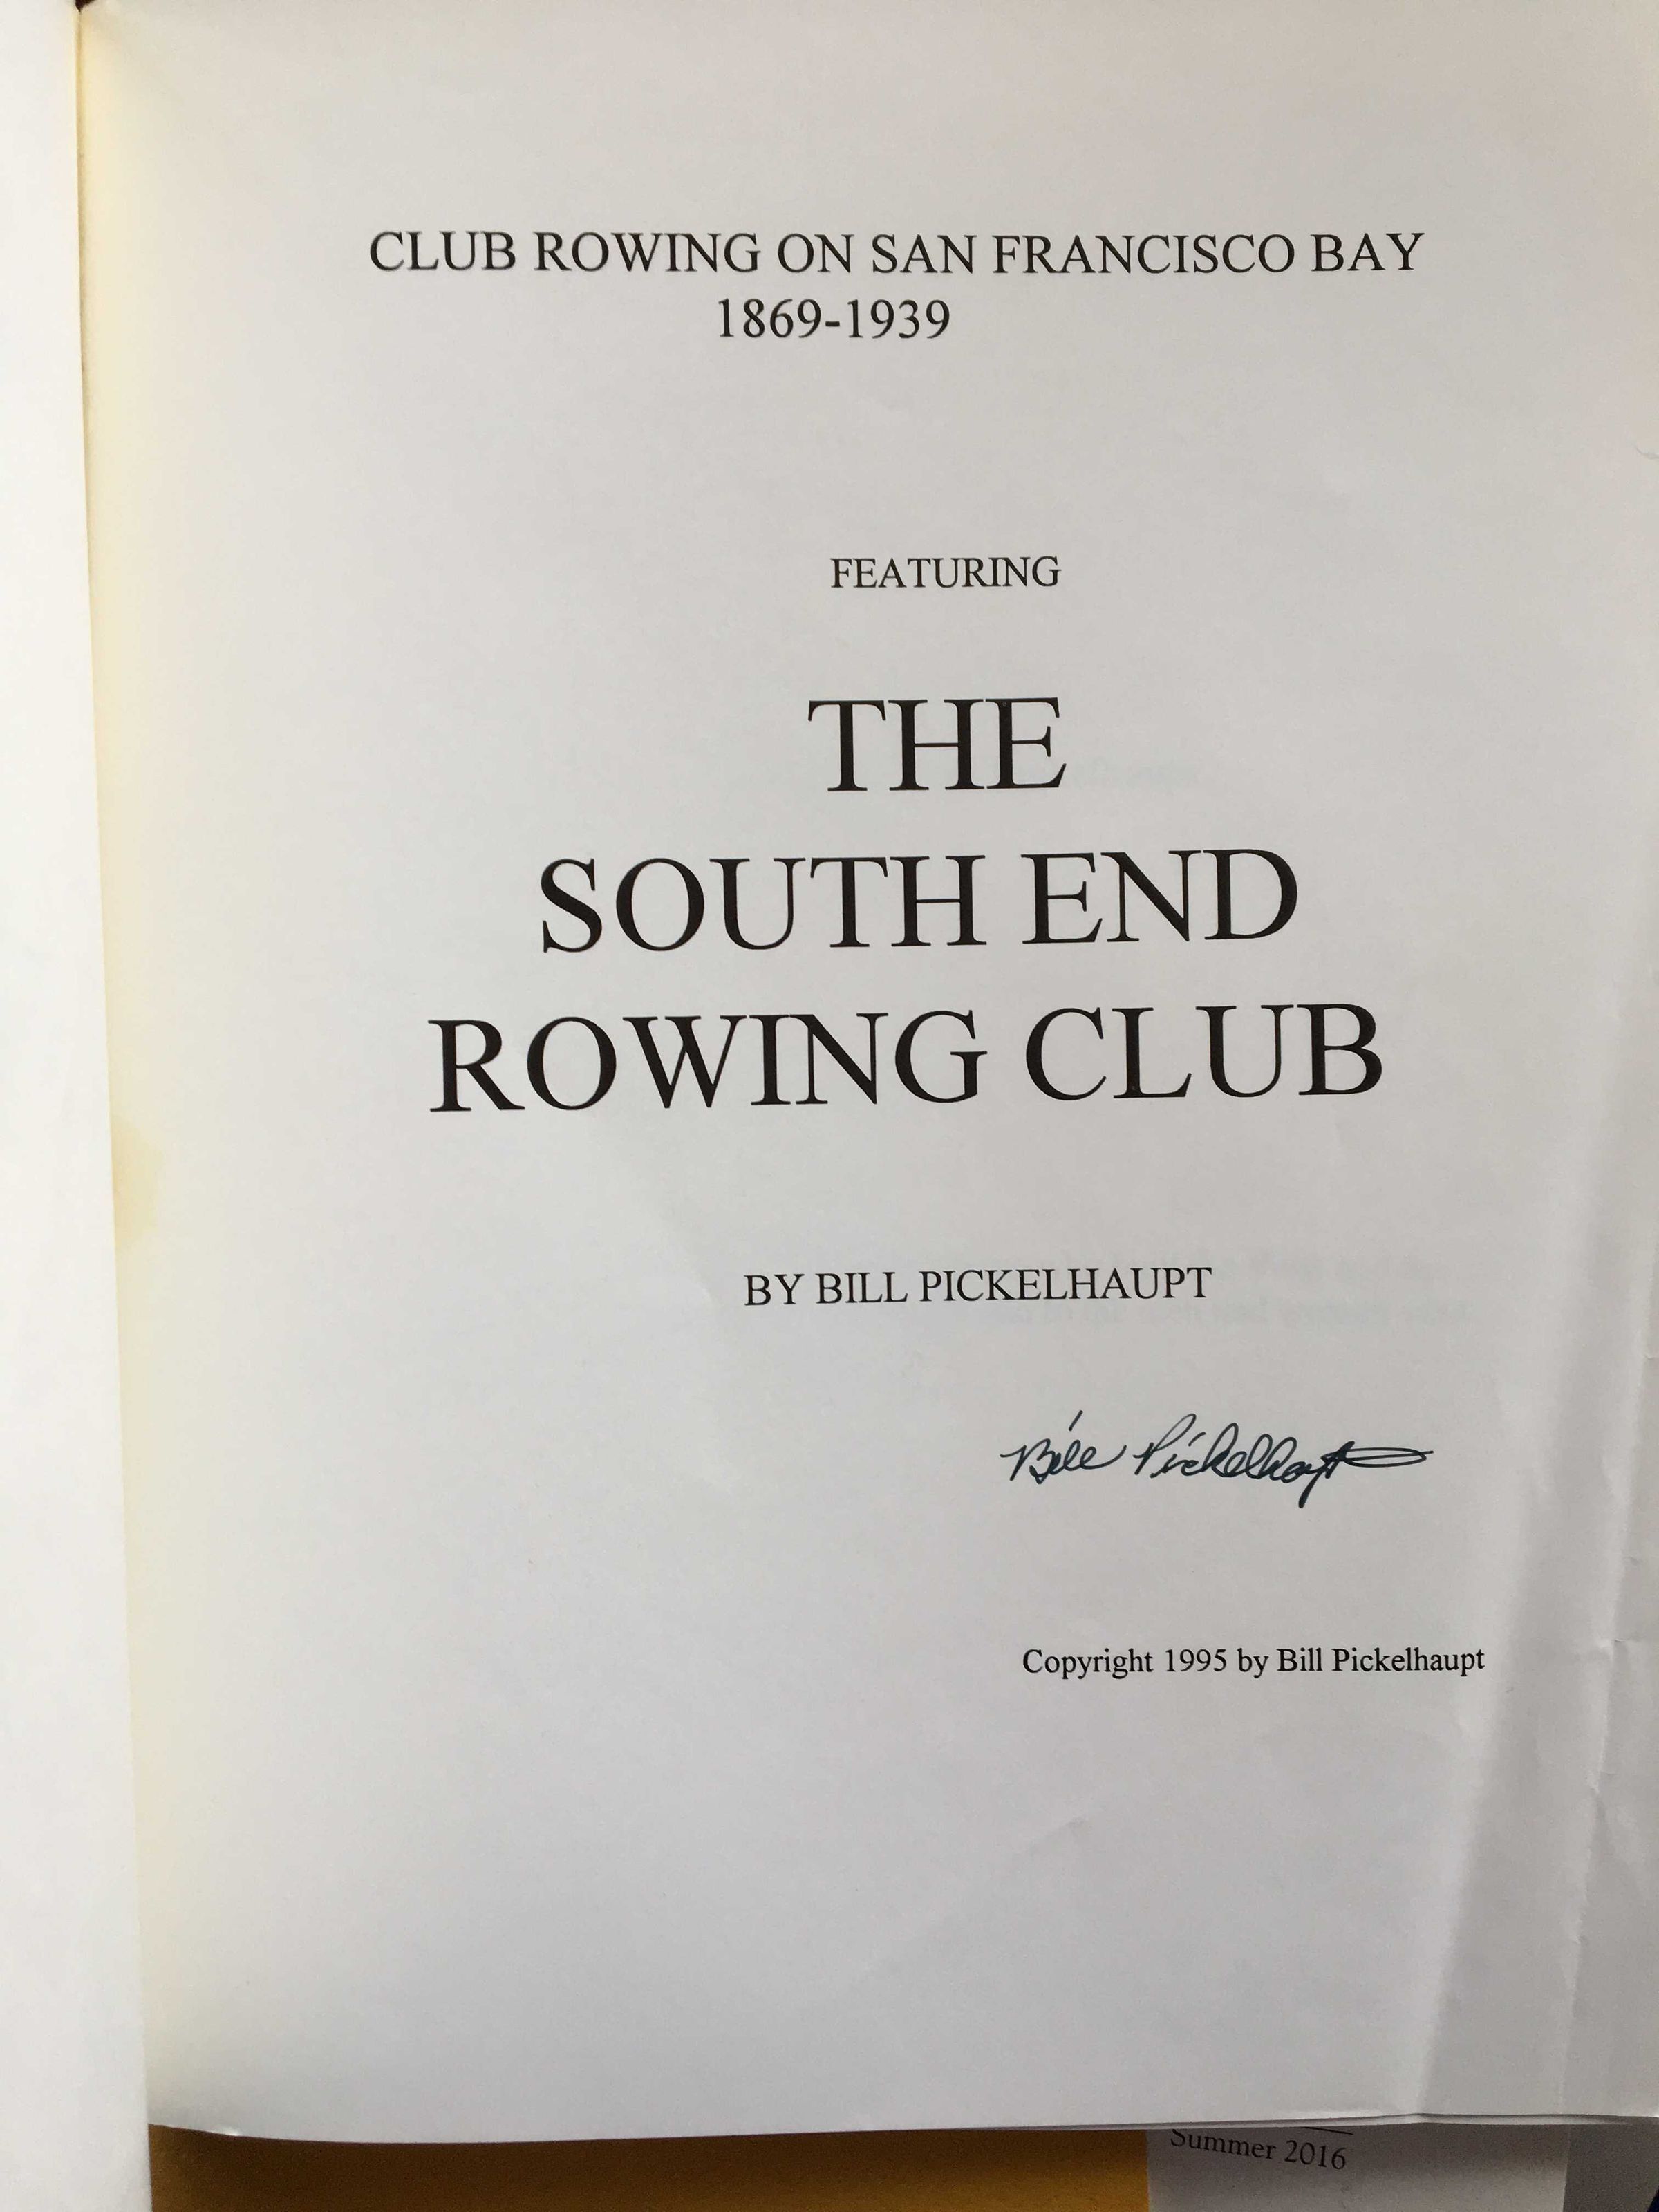 CLUB ROWING ON SAN FRANCISCO BAY
1869-1939
FEATURING
THE
SOUTH END
ROWING CLUB
BY BILL PICKELHAUPT
Bill Pickelhaupt
Copyright 1995 by Bill Pickelhaupt
Summer 2016